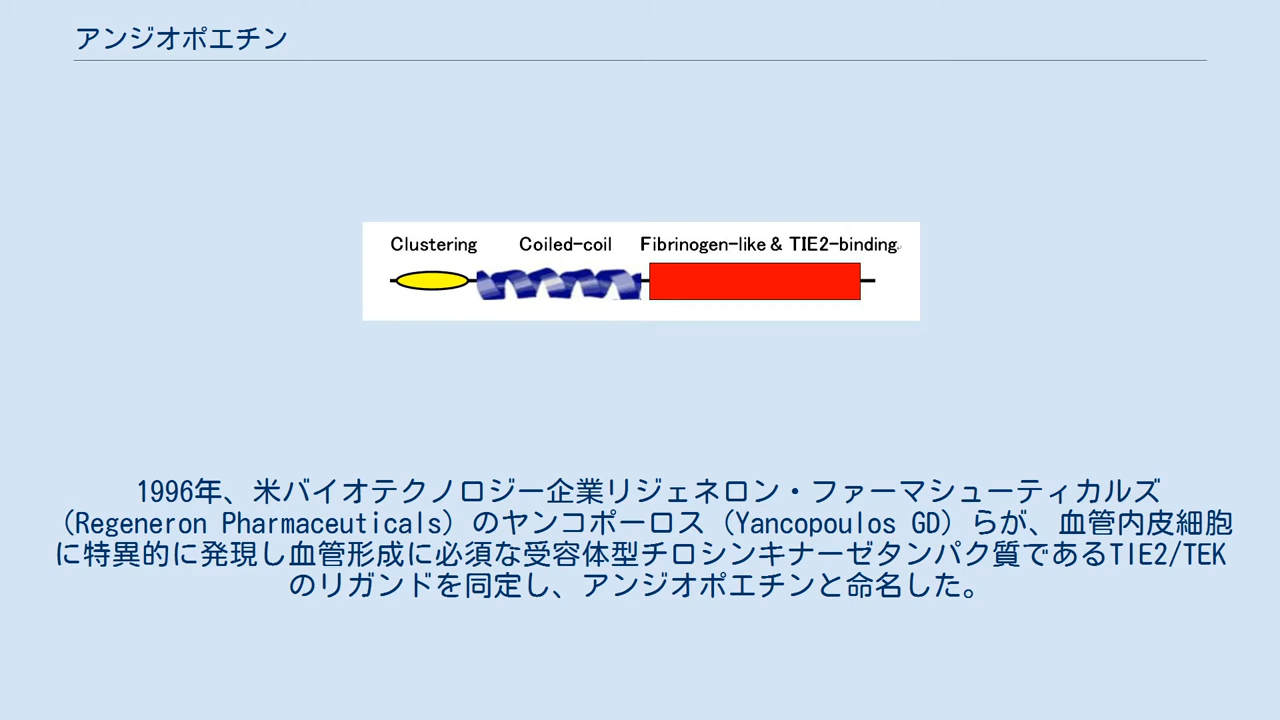 アンジオポエチン
Clustering Coiled-coil Fibrinogen-like & TIE2-binding
1996年、米バイオテクノロジー企業リジェネロン・ファーマシューティカルズ
（Regeneron Pharmaceuticals）のヤンコポーロス（Yancopoulos GD）らが、血管内皮細胞
に特異的に発現し血管形成に必須な受容体型チロシンキナーゼタンパク質であるTIE2/TEK
のリガンドを同定し、アンジオポエチンと命名した。